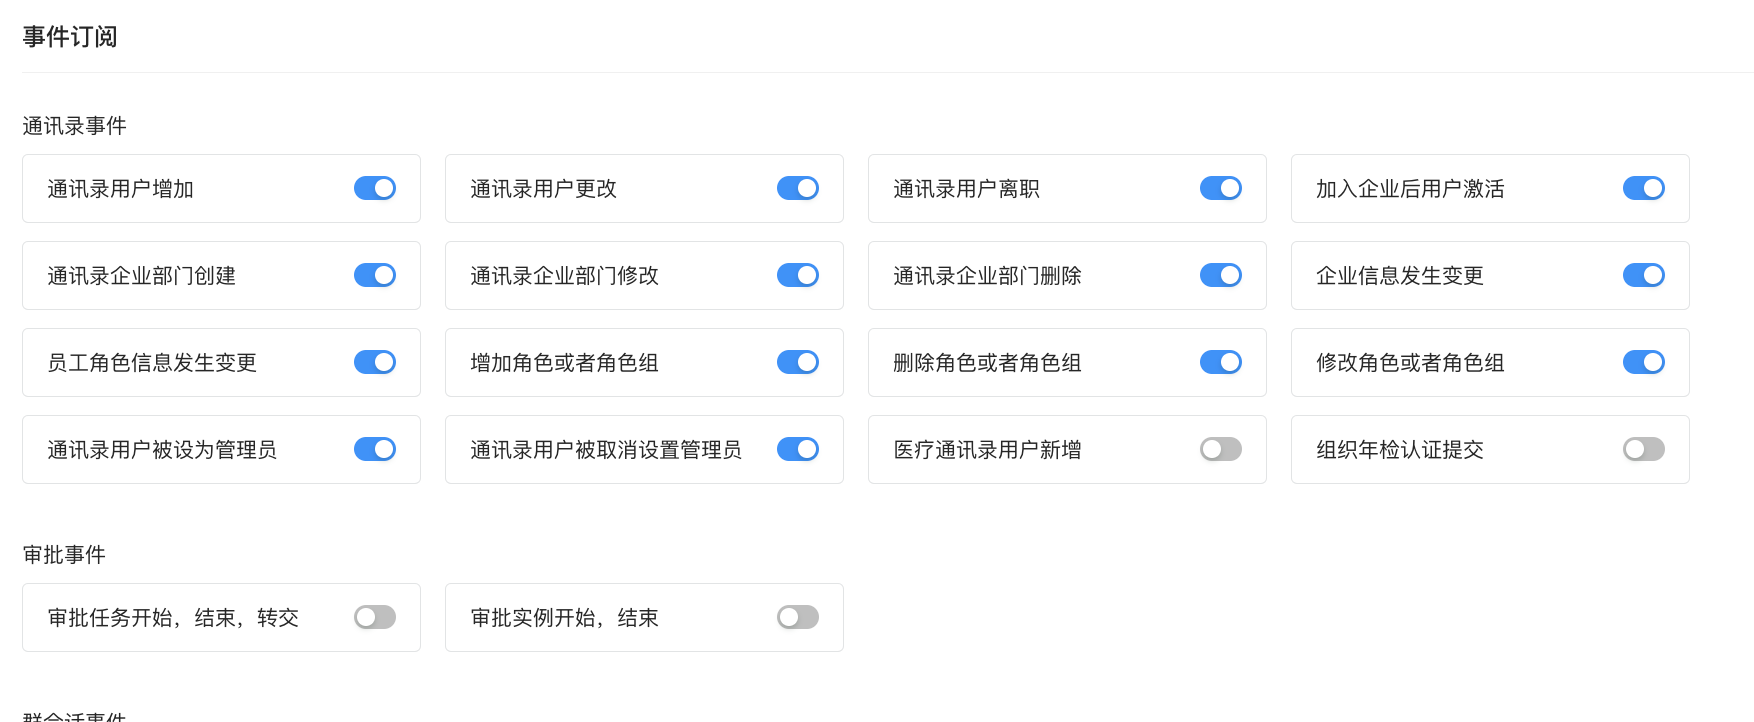 事件订阅
通讯录事件
通讯录用户增加
通讯录用户更改
通讯录用户离职
加入企业后用户激活
通讯录企业部门创建
通讯录企业部门修改
通讯录企业部门删除
企业信息发生变更
员工角色信息发生变更
增加角色或者角色组
删除角色或者角色组
修改角色或者角色组
通讯录用户被设为管理员
通讯录用户被取消设置管理员
医疗通讯录用户新增
组织年检认证提交
审批事件
审批任务开始，结束，转交
审批实例开始，结束
群会话事件